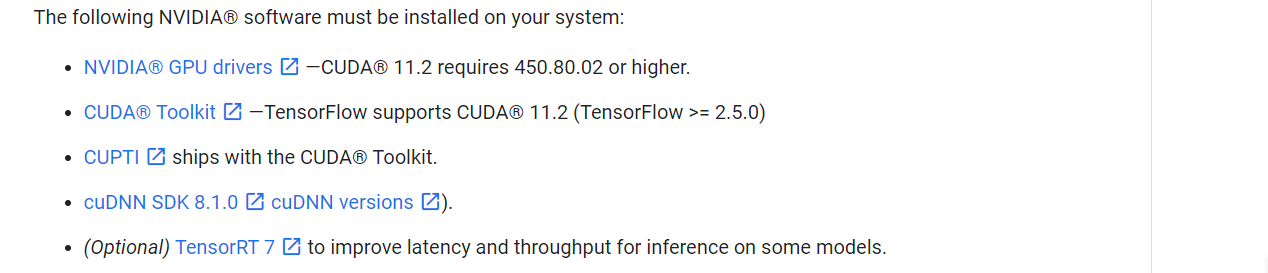 The following NVIDIA® software must be installed on your system:
• NVIDIA® GPU drivers —CUDA® 11.2 requires 450.80.02 or higher.
• CUDA® Toolkit —TensorFlow supports CUDA® 11.2 (TensorFlow >= 2.5.0)
• CUPTI ships with the CUDA® Toolkit.
• cuDNN SDK 8.1.0 cuDNN versions ).
• (Optional) TensorRT 7 to improve latency and throughput for inference on some models.